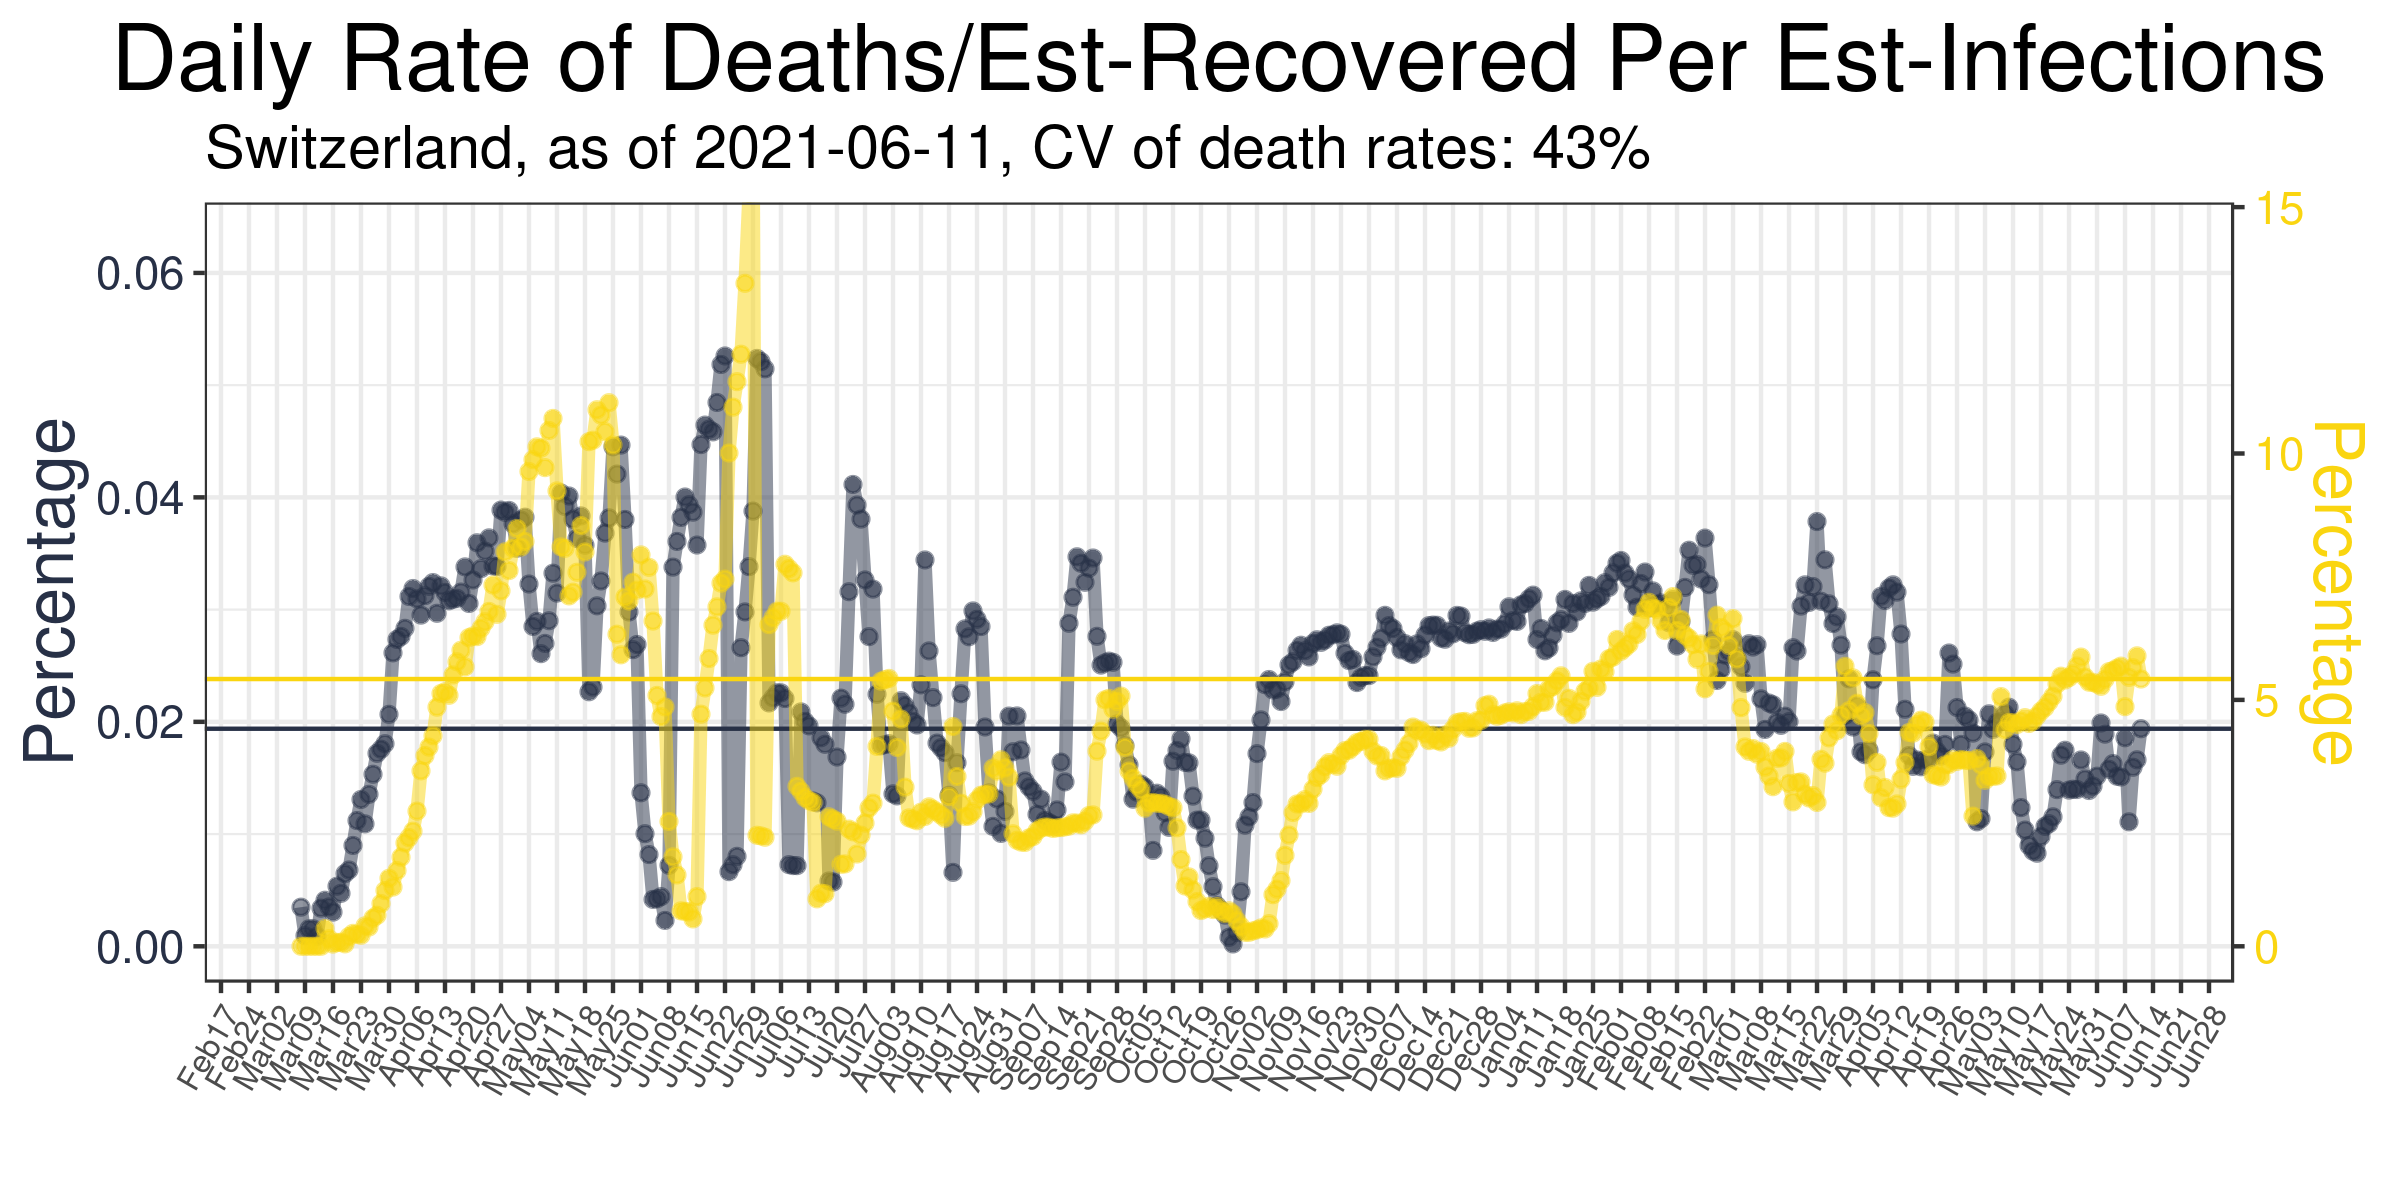 Daily Rate of Deaths/Est-Recovered Per Est-Infections
Switzerland, as of 2021-06-11, CV of death rates: 43%
Percentage
0.06
0.04
0.02
0.00
15
10
5
0
Percentage
Feb17
Feb24
Mar02
Mar09
Mar16
Mar23
Mar30
Apr06
Apr13
Apr20
Apr27
May04
May11
May18
May25
Jun01
Jun08
Jun15
Jun22
Jun29
Jul06
Jul13
Jul20
Jul27
Aug03
Aug10
Aug17
Aug24
Aug31
Sep07
Sep14
Sep21
Sep28
Oct05
Oct12
Oct19
Oct26
Nov02
Nov09
Nov16
Nov23
Nov30
Dec07
Dec14
Dec21
Dec28
Jan04
Jan11
Jan18
Jan25
Feb01
Feb08
Feb15
Feb22
Mar01
Mar08
Mar15
Mar22
Mar29
Apr05
Apr12
Apr19
Apr26
May03
May10
May17
May24
May31
Jun07
Jun14
Jun21
Jun28